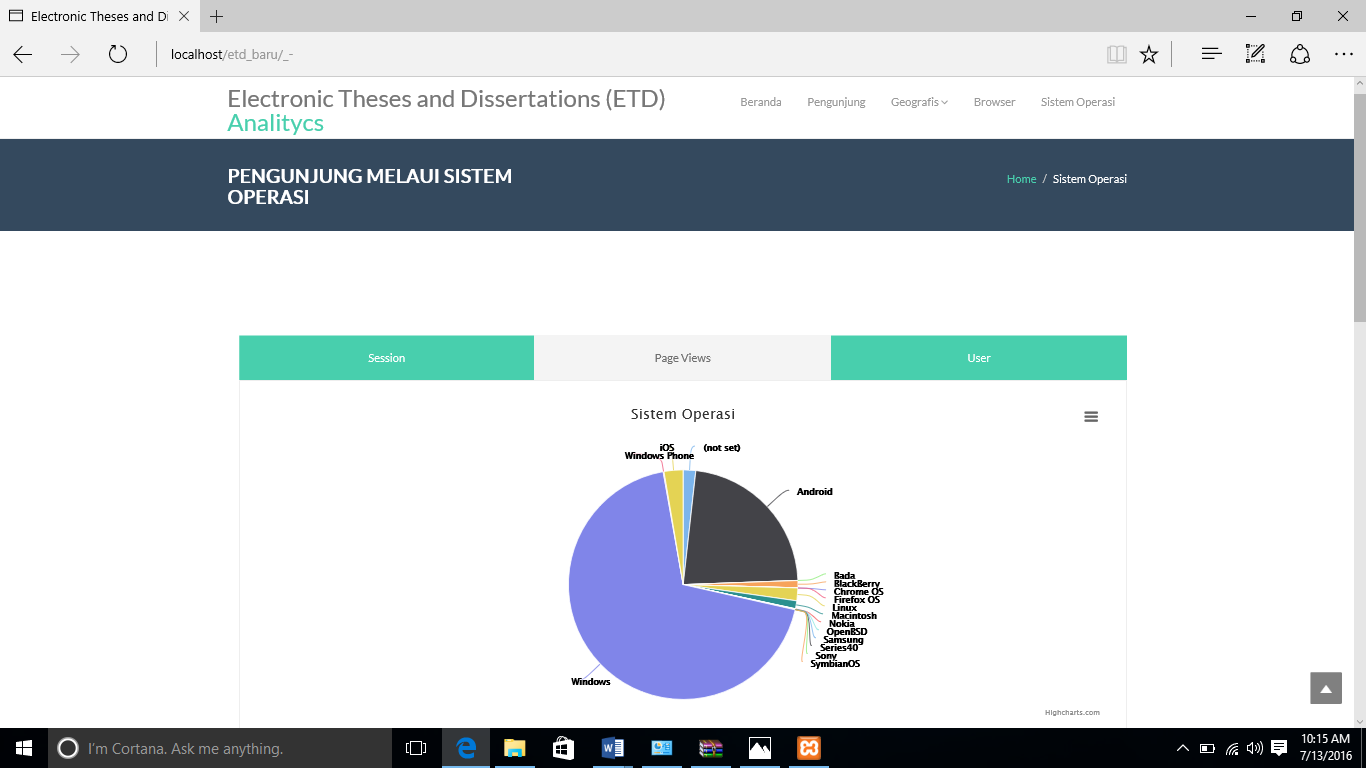 Electronic Theses and Di
localhost/etd_baru/_-
Electronic Theses and Dissertations (ETD)
Analitycs
Beranda
Pengunjung
Geografis
Browser
Sistem Operasi
PENGUNJUNG MELAUI SISTEM
OPERASI
Home / Sistem Operasi
Session
Page Views
User
Sistem Operasi
iOS
(not set)
Windows Phone
Android
Bada
BlackBerry
Chrome OS
Firefox OS
Linux
Macintosh
Nokia
OpenBSD
Samsung
Series40
Sony
SymbianOS
Windows
Highcharts.com
I'm Cortana. Ask me anything.
10:15 AM
7/13/2016